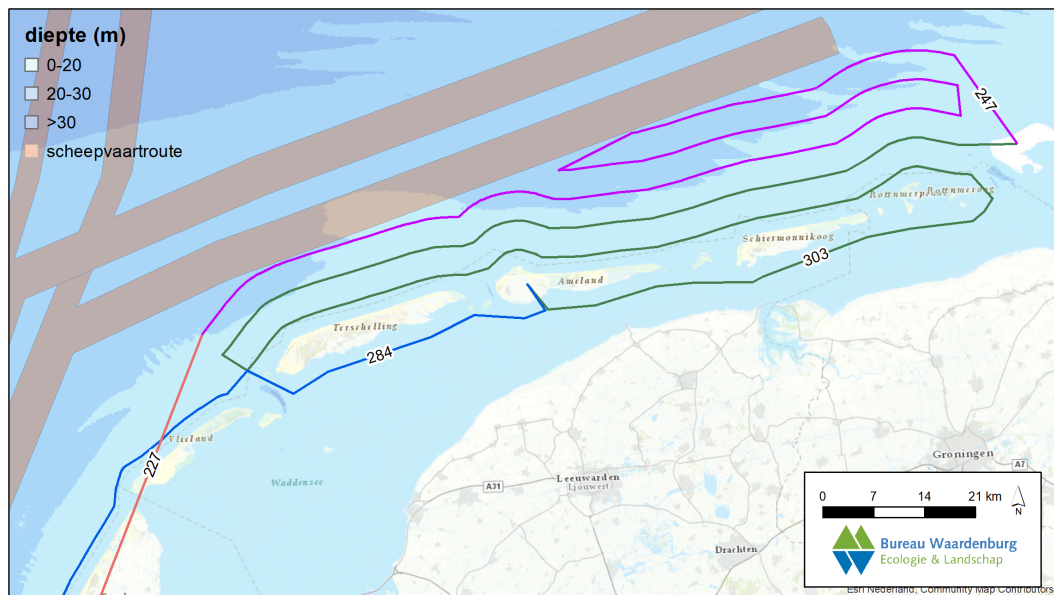 diepte (m)
0-20
20-30
>30
scheepvaartroute
247
Rottumerplaat
Rottumeroog
Schiermonnikoog
303
Ameland
Terschelling
284
Vlieland
227
Waddenzee
Groningen
A7
A31
Leeuwarden
Ljouwert
Drachten
0 7 14 21 km
N
Bureau Waardenburg
Ecologie & Landschap
Esri Nederland, Community Map Contributors